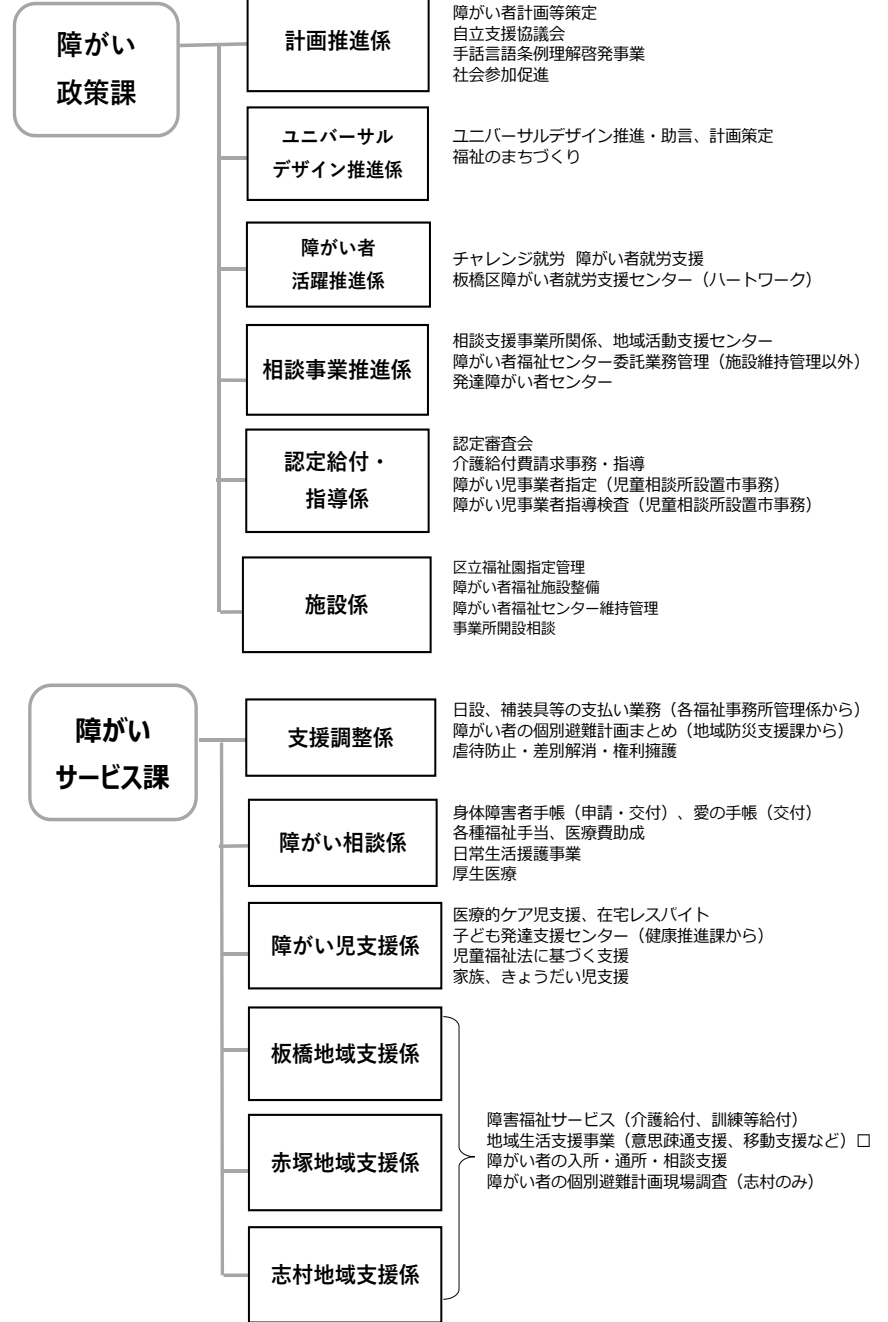 障がい
政策課
計画推進係
障がい者計画等策定
自立支援協議会
手話言語条例理解啓発事業
社会参加促進
ユニバーサル
デザイン推進係
ユニバーサルデザイン推進・助言、計画策定
福祉のまちづくり
障がい者
活躍推進係
チャレンジ就労 障がい者就労支援
板橋区障がい者就労支援センター（ハートワーク）
相談事業推進係
相談支援事業所関係、地域活動支援センター
障がい者福祉センター委託業務管理（施設維持管理以外）
発達障がい者センター
認定給付・
指導係
認定審査会
介護給付費請求事務・指導
障がい児事業者指定（児童相談所設置市事務）
障がい児事業者指導検査（児童相談所設置市事務）
施設係
区立福祉園指定管理
障がい者福祉施設整備
障がい者福祉センター維持管理
事業所開設相談
障がい
サービス課
支援調整係
日設、補装具等の支払い業務（各福祉事務所管理係から）
障がい者の個別避難計画まとめ（地域防災支援課から）
虐待防止・差別解消・権利擁護
障がい相談係
身体障害者手帳（申請・交付）、愛の手帳（交付）
各種福祉手当、医療費助成
日常生活援護事業
厚生医療
障がい児支援係
医療的ケア児支援、在宅レスパイト
子ども発達支援センター（健康推進課から）
児童福祉法に基づく支援
家族、きょうだい児支援
板橋地域支援係
赤塚地域支援係
志村地域支援係
障害福祉サービス（介護給付、訓練等給付）
地域生活支援事業（意思疎通支援、移動支援など）□
障がい者の入所・通所・相談支援
障がい者の個別避難計画現場調査（志村のみ）